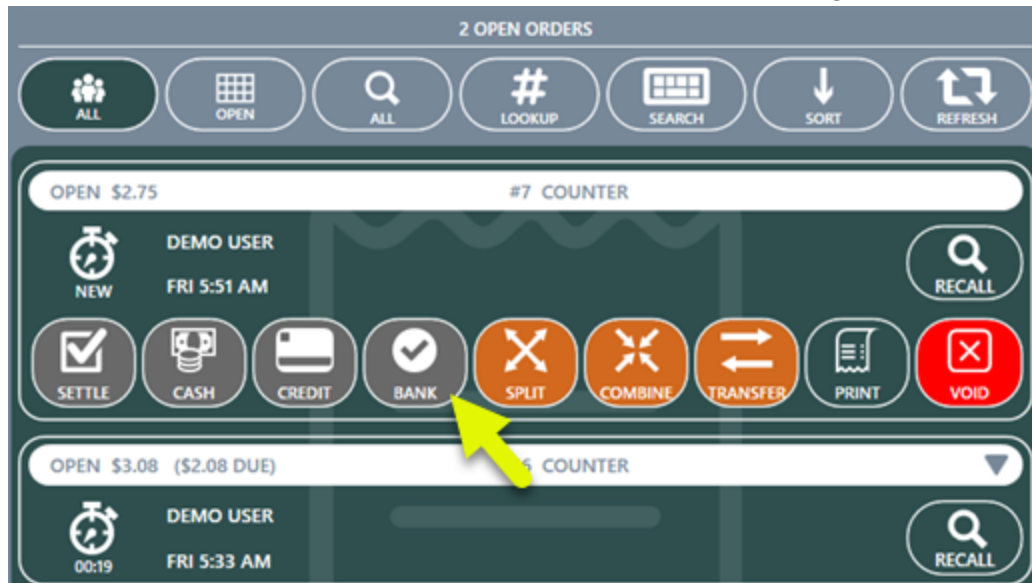 2 OPEN ORDERS
ALL OPEN ALL # LOOKUP SEARCH SORT REFRESH
OPEN $2.75 #7 COUNTER
DEMO USER
NEW FRI 5:51 AM RECALL
SETTLE CASH CREDIT BANK SPLIT COMBINE TRANSFER PRINT VOID
OPEN $3.08 ($2.08 DUE) COUNTER
DEMO USER
00:19 FRI 5:33 AM RECALL